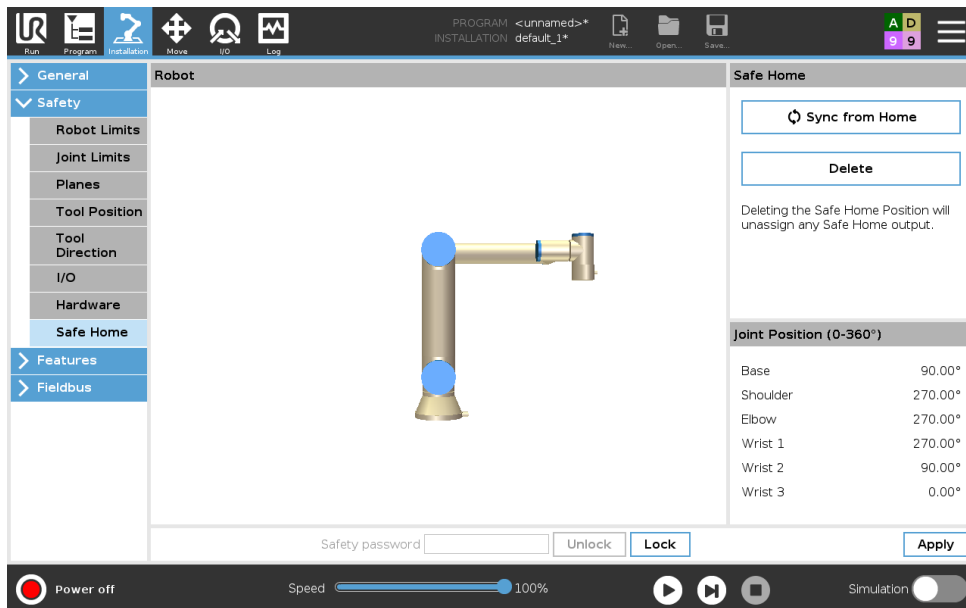 UR
Run
Program
Installation
Move
I/O
Log
PROGRAM <unnamed>*
INSTALLATION default_1*
New...
Open...
Save...
A D
9 9
General
Safety
Robot Limits
Joint Limits
Planes
Tool Position
Tool
Direction
I/O
Hardware
Safe Home
Features
Fieldbus
Robot
Safe Home
Sync from Home
Delete
Deleting the Safe Home Position will
unassign any Safe Home output.
Joint Position (0-360°)
Base 90.00°
Shoulder 270.00°
Elbow 270.00°
Wrist 1 270.00°
Wrist 2 90.00°
Wrist 3 0.00°
Safety password
Unlock
Lock
Apply
Power off
Speed 100%
Simulation